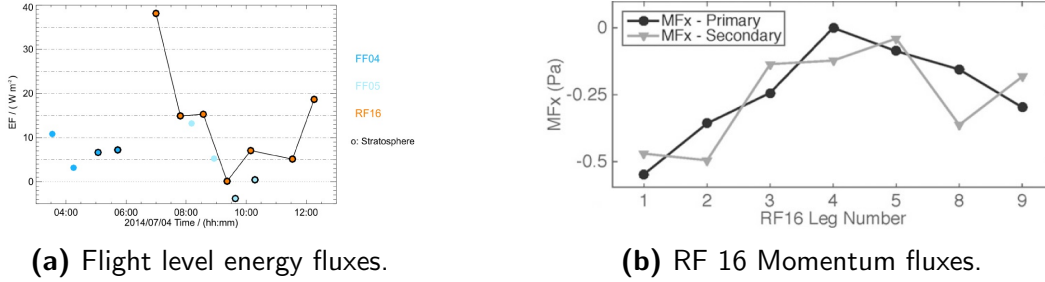 40
30
20
10
0
EF / ( W m²)
04:00 06:00 08:00 10:00 12:00
2014/07/04 Time / (hh:mm)
FF04
FF05
RF16
o: Stratosphere
(a) Flight level energy fluxes.
MFx - Primary
MFx - Secondary
0
-0.25
-0.5
MFx (Pa)
1 2 3 4 5 8 9
RF16 Leg Number
(b) RF 16 Momentum fluxes.